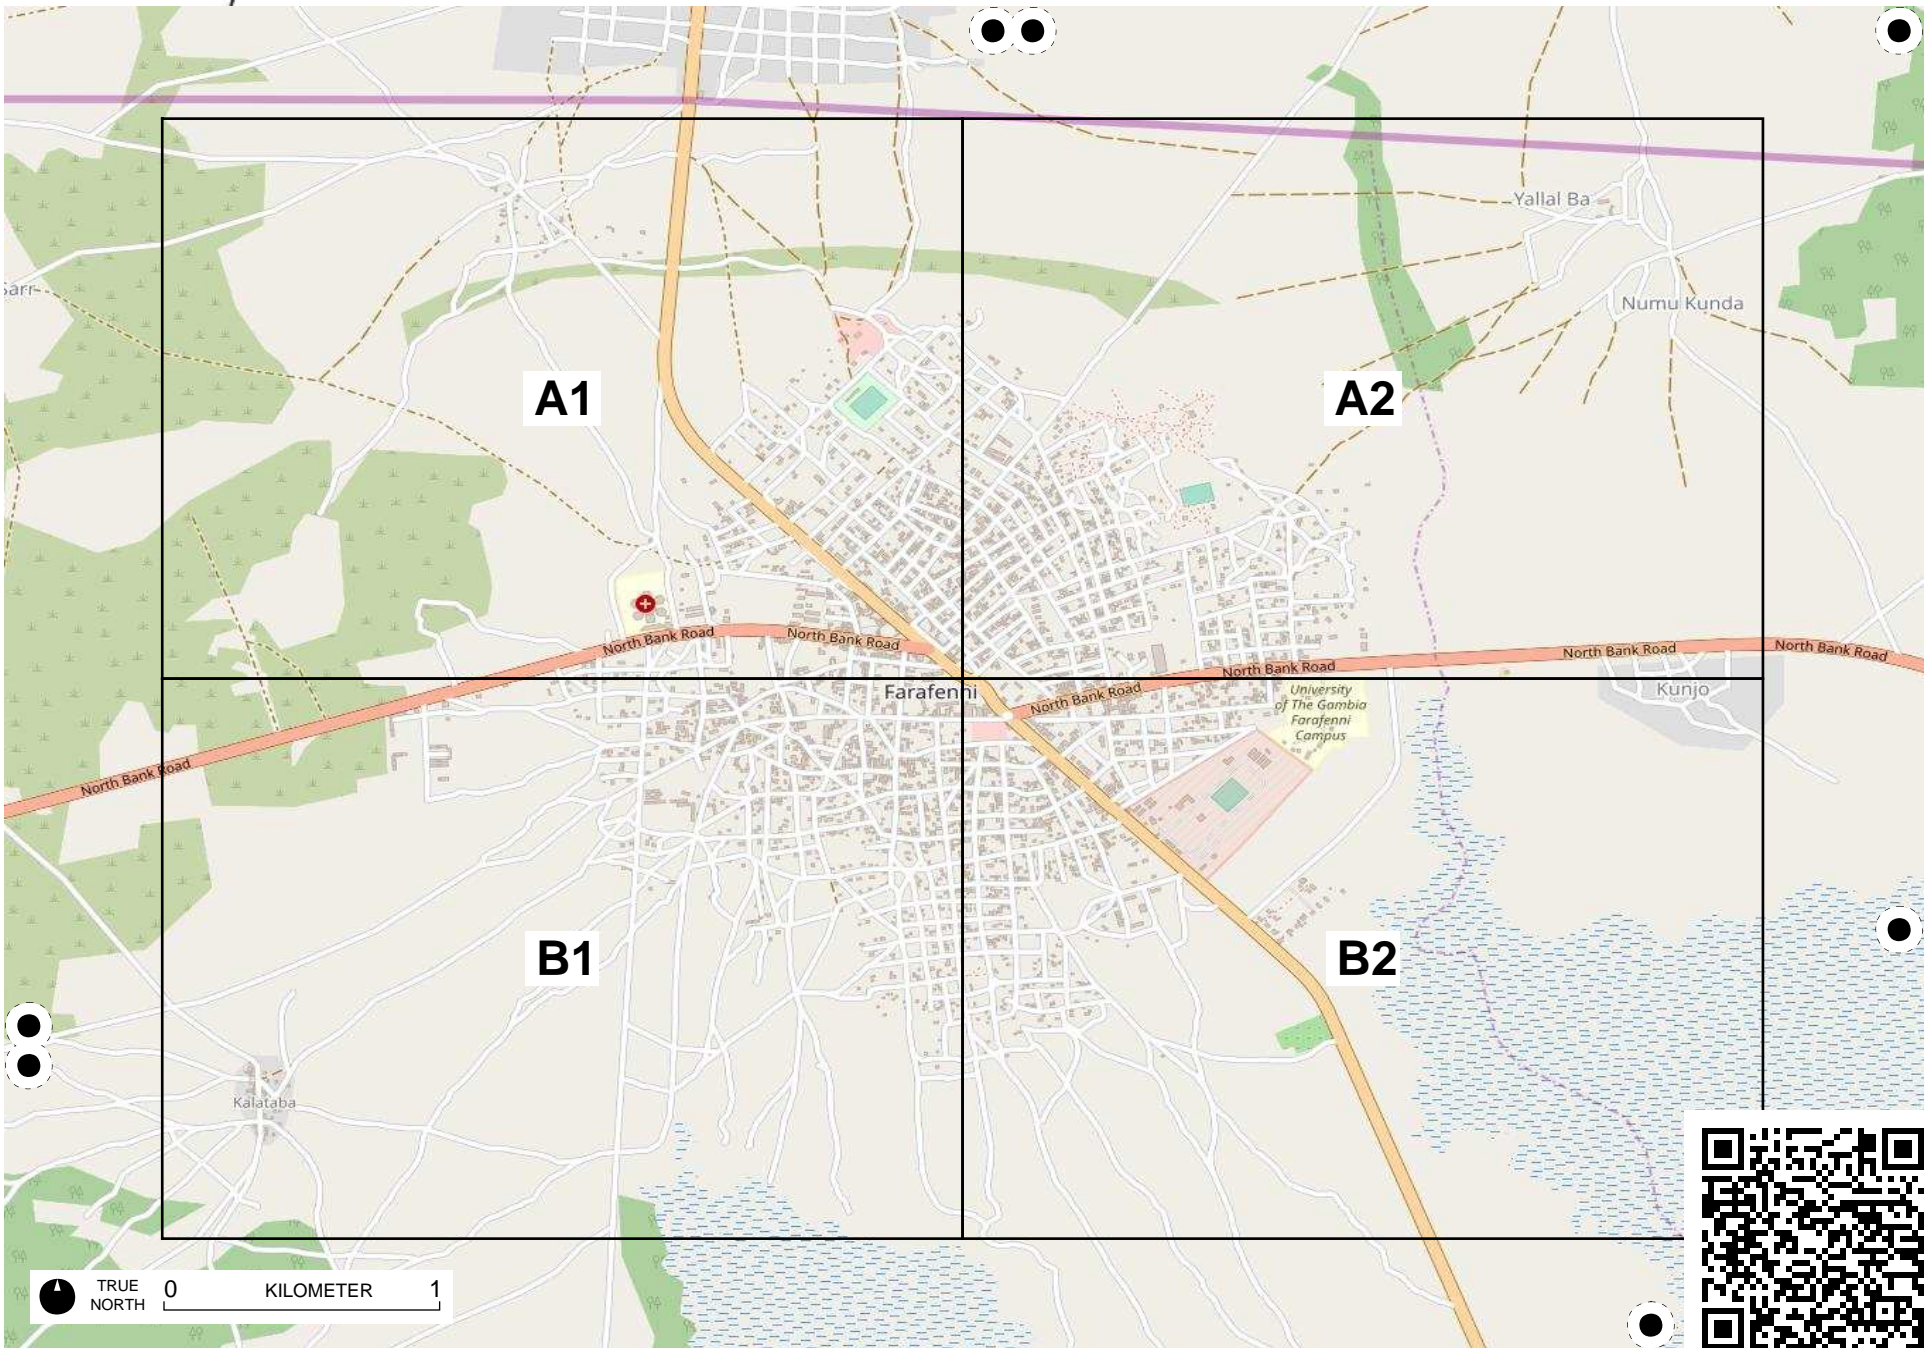 Yallal Ba
Sarr
Numu Kunda
A1
A2
North Bank Road
North Bank Road
North Bank Road
North Bank Road
North Bank Road
Farafenni
North Bank Road
University
of The Gambia
Farafenni
Campus
Kunjo
North Bank Road
B1
B2
Kalataba
TRUE
NORTH
0
KILOMETER
1